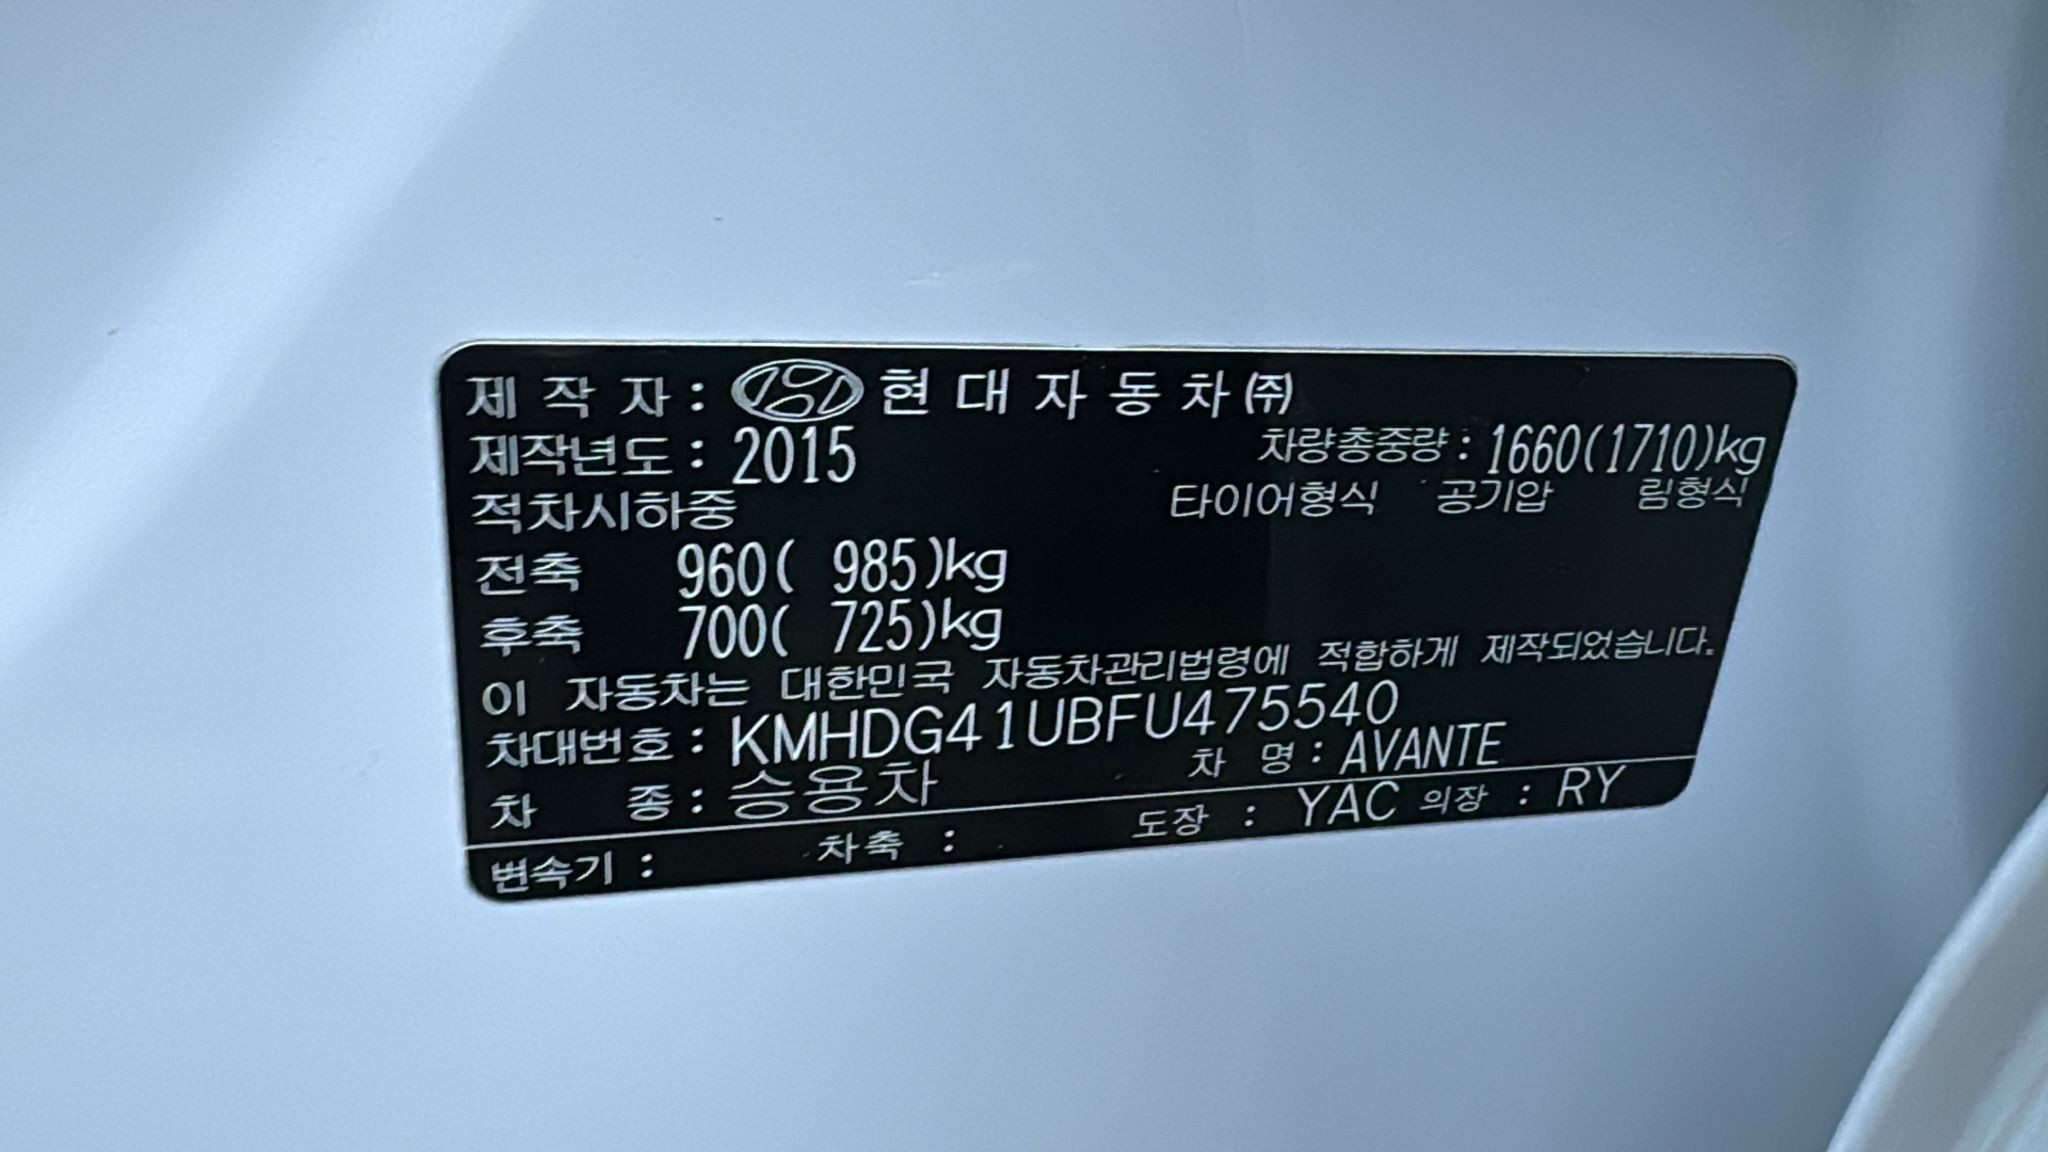 제 작 자 : 현 대 자 동 차 ㈜
제작년도 : 2015 차량총중량 : 1660(1710)kg
적차시하중 타이어형식 공기압 림형식
전축 960( 985)kg
후축 700( 725)kg
이 자동차는 대한민국 자동차관리법령에 적합하게 제작되었습니다.
차대번호 : KMHDG41UBFU475540
차 종 : 승용차 차 명 : AVANTE
변속기 : 차축 : 도장 : YAC 의장 : RY